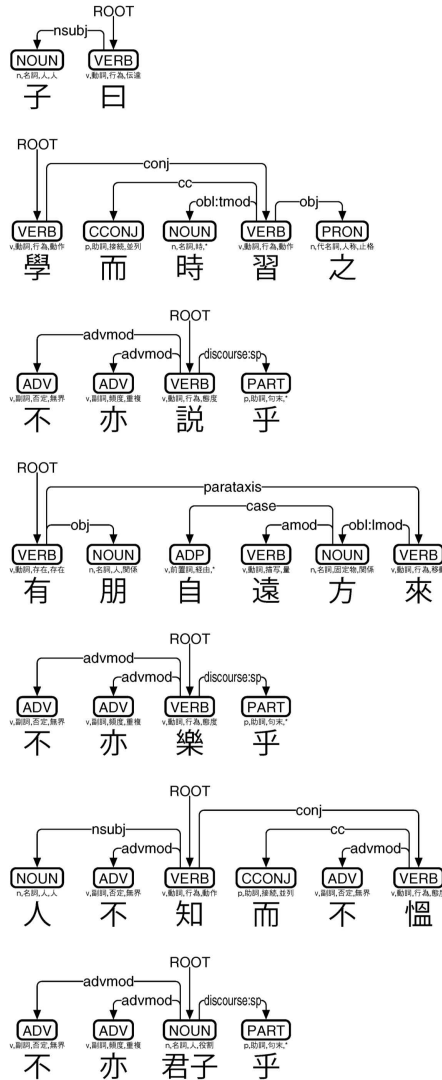 ROOT
nsubj
NOUN VERB
n,名詞,人,人 v,動詞,行為,伝達
子 曰
ROOT
conj
cc
obl:tmod obj
VERB CCONJ NOUN VERB PRON
v,動詞,行為,動作 p,助詞,接続,並列 n,名詞,時,* v,動詞,行為,動作 n,代名詞,人称,止格
學 而 時 習 之
ROOT
advmod
advmod discourse:sp
ADV ADV VERB PART
v,副詞,否定,無界 v,副詞,頻度,重複 v,動詞,行為,態度 p,助詞,句末,*
不 亦 説 乎
ROOT
parataxis
case
obj amod obl:lmod
VERB NOUN ADP VERB NOUN VERB
v,動詞,存在,存在 n,名詞,人,関係 v,前置詞,経由,* v,動詞,描写,量 n,名詞,固定物,関係 v,動詞,行為,移動
有 朋 自 遠 方 來
ROOT
advmod
advmod discourse:sp
ADV ADV VERB PART
v,副詞,否定,無界 v,副詞,頻度,重複 v,動詞,行為,態度 p,助詞,句末,*
不 亦 樂 乎
ROOT
conj
nsubj cc
advmod advmod
NOUN ADV VERB CCONJ ADV VERB
n,名詞,人,人 v,副詞,否定,無界 v,動詞,行為,動作 p,助詞,接続,並列 v,副詞,否定,無界 v,動詞,行為,態度
人 不 知 而 不 慍
ROOT
advmod
advmod discourse:sp
ADV ADV NOUN PART
v,副詞,否定,無界 v,副詞,頻度,重複 n,名詞,人,役割 p,助詞,句末,*
不 亦 君子 乎